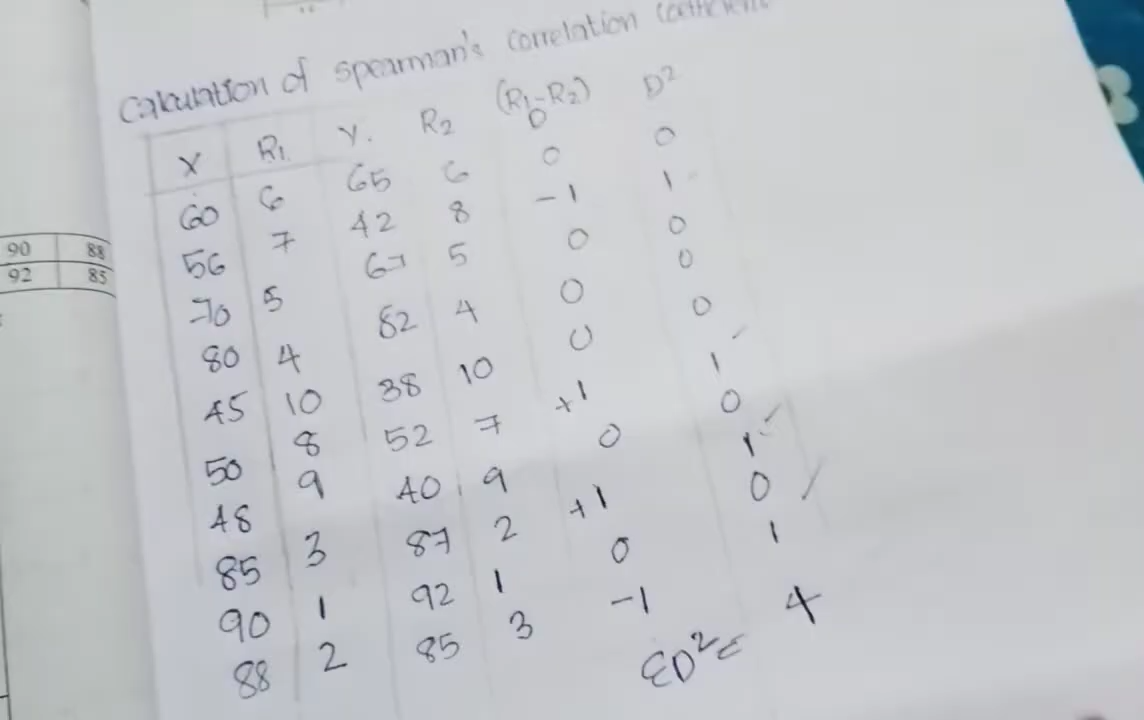 Calculation of spearman's correlation coefficient
X R1. Y. R2 (R1-R2) D D²
60 6 65 6 0 0
56 7 42 8 -1 1
70 5 67 5 0 0
80 4 82 4 0 0
45 10 38 10 0 0
50 8 52 7 +1 1
48 9 40 9 0 0
85 3 87 2 +1 1
90 1 92 1 0 0
88 2 85 3 -1 1
ΣD²= 4
90 88
92 85